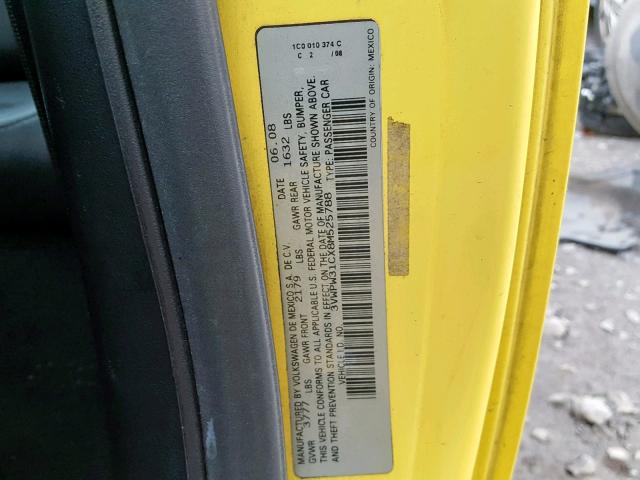 1C0 010 374 C
C 2 / 08
MANUFACTURED BY VOLKSWAGEN DE MEXICO S.A. DE C.V. DATE 06.08
GVWR 3777 LBS GAWR FRONT 2179 LBS GAWR REAR 1632 LBS
THIS VEHICLE CONFORMS TO ALL APPLICABLE U.S. FEDERAL MOTOR VEHICLE SAFETY, BUMPER,
AND THEFT PREVENTION STANDARDS IN EFFECT ON THE DATE OF MANUFACTURE SHOWN ABOVE.
VEHICLE I.D. NO.: 3VWPW31CX8M525788 TYPE: PASSENGER CAR
COUNTRY OF ORIGIN: MEXICO